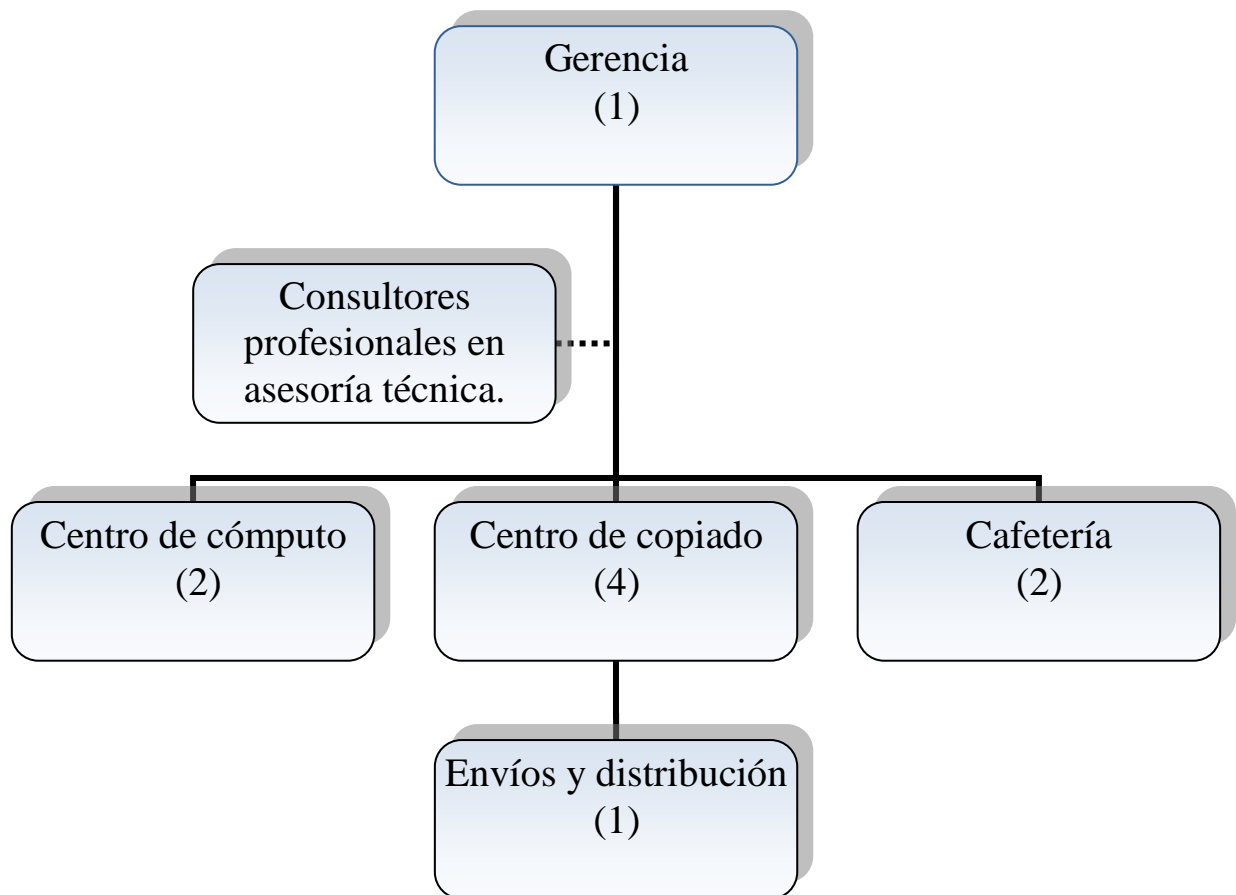 Gerencia
(1)
Consultores
profesionales en
asesoría técnica.
Centro de cómputo
(2)
Centro de copiado
(4)
Cafetería
(2)
Envíos y distribución
(1)